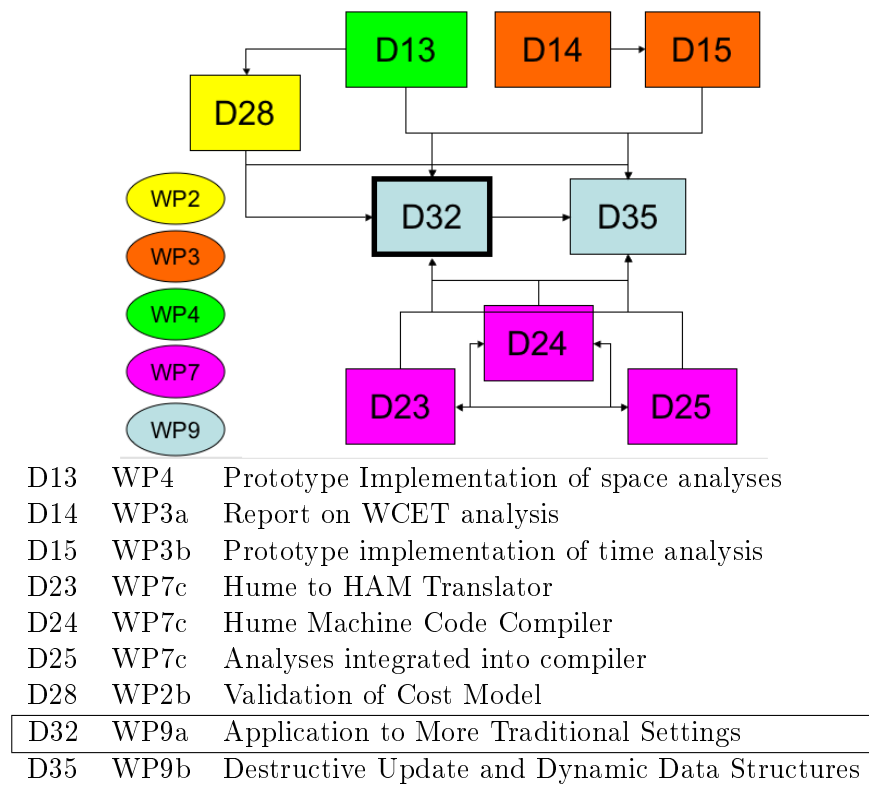 D13 D14 D15
D28
WP2
D32 D35
WP3
WP4
D24
WP7
D23 D25
WP9
D13 WP4 Prototype Implementation of space analyses
D14 WP3a Report on WCET analysis
D15 WP3b Prototype implementation of time analysis
D23 WP7c Hume to HAM Translator
D24 WP7c Hume Machine Code Compiler
D25 WP7c Analyses integrated into compiler
D28 WP2b Validation of Cost Model
D32 WP9a Application to More Traditional Settings
D35 WP9b Destructive Update and Dynamic Data Structures